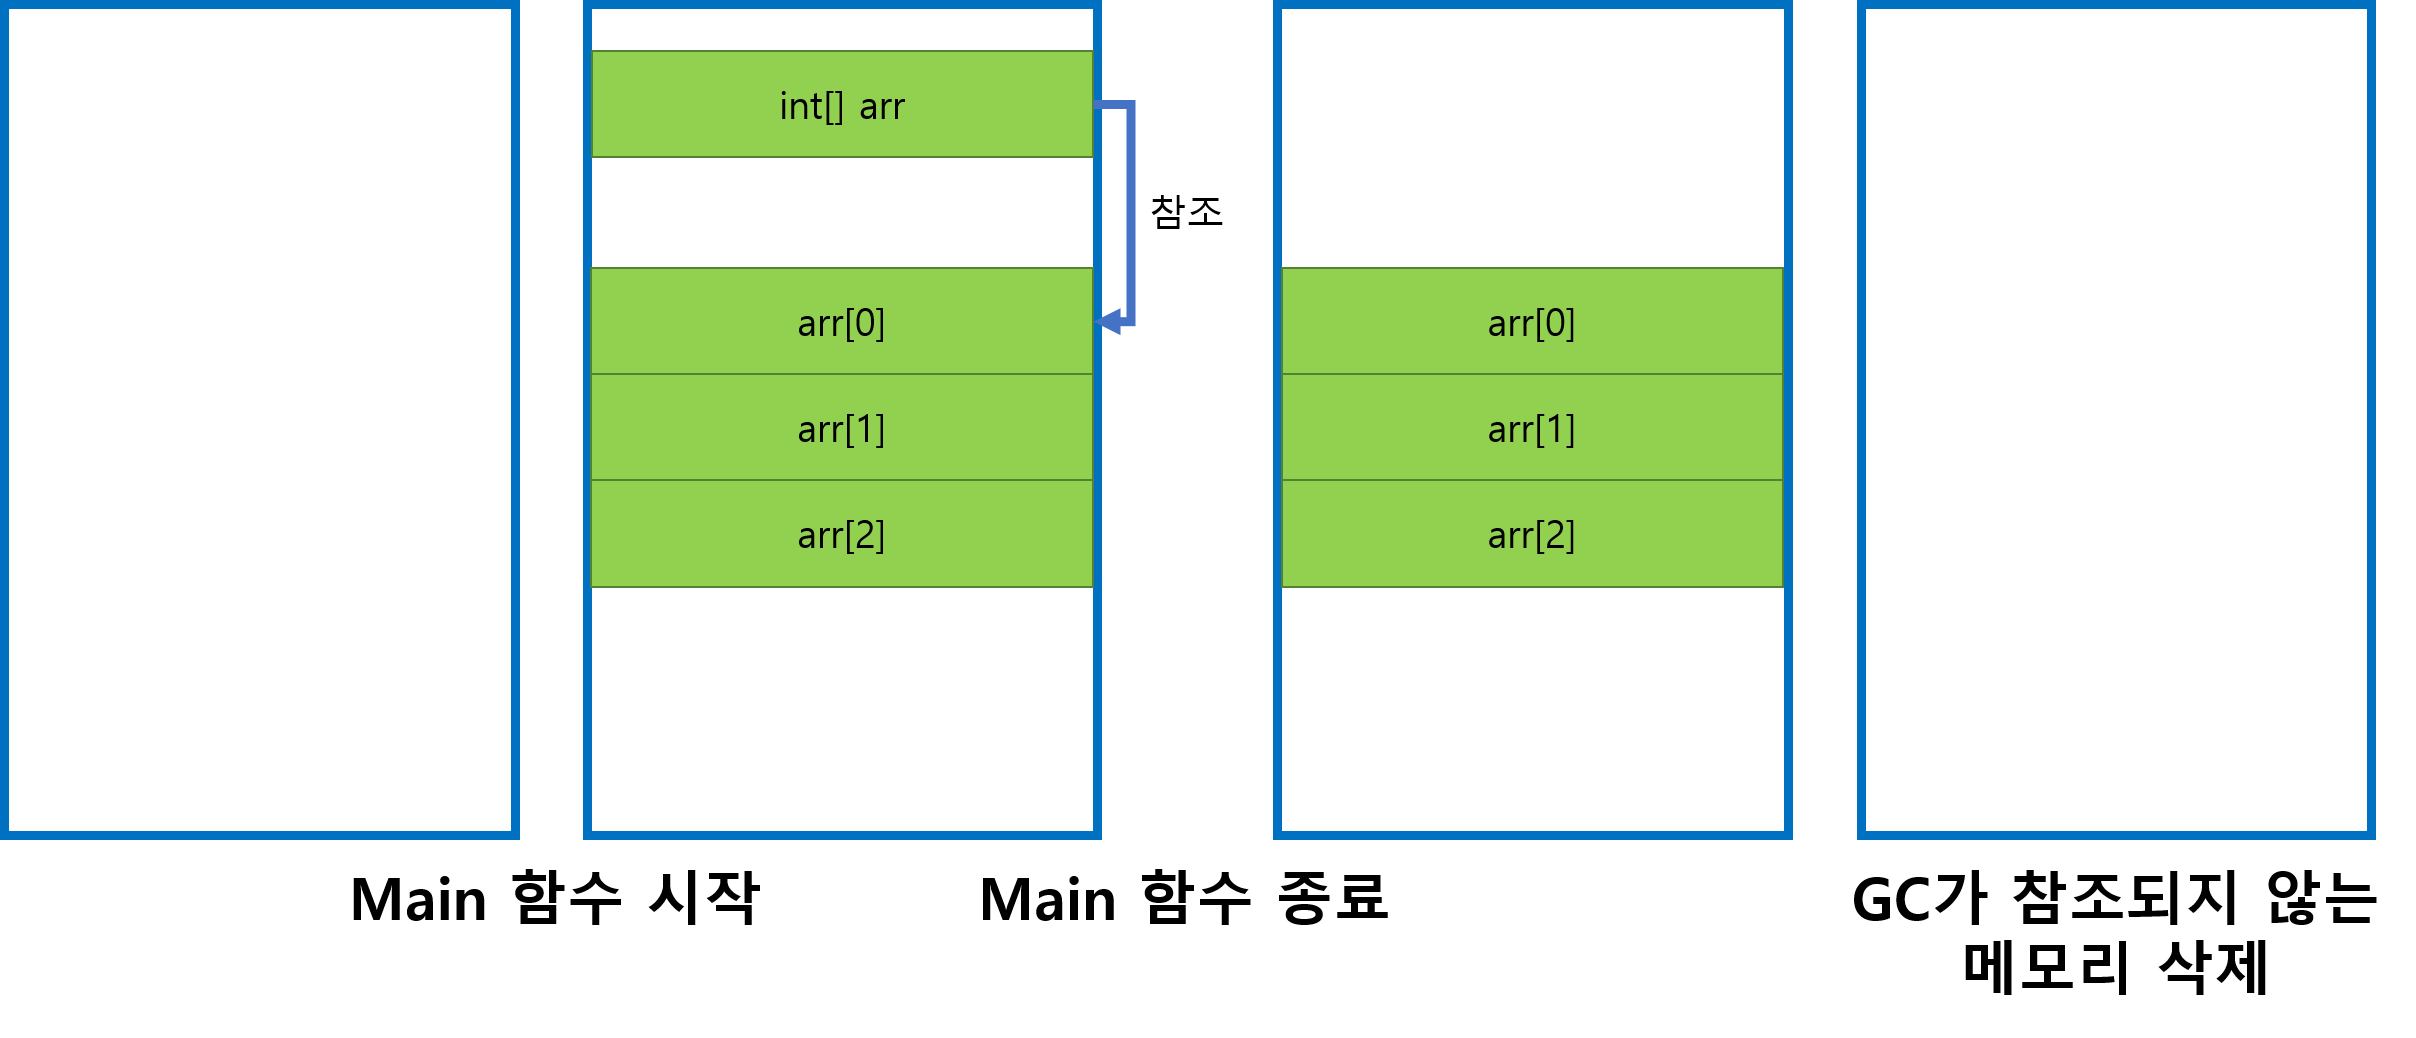 int[] arr
참조
arr[0]
arr[1]
arr[2]
arr[0]
arr[1]
arr[2]
Main 함수 시작
Main 함수 종료
GC가 참조되지 않는
메모리 삭제